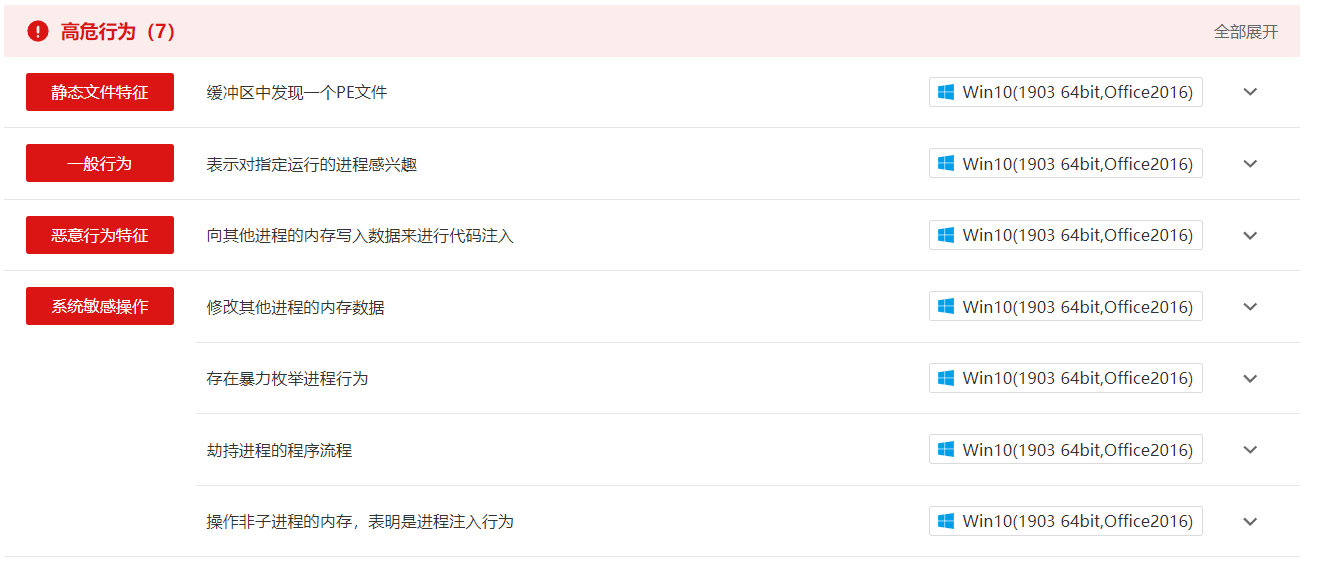 高危行为（7） 全部展开
静态文件特征 缓冲区中发现一个PE文件 Win10(1903 64bit,Office2016)
一般行为 表示对指定运行的进程感兴趣 Win10(1903 64bit,Office2016)
恶意行为特征 向其他进程的内存写入数据来进行代码注入 Win10(1903 64bit,Office2016)
系统敏感操作 修改其他进程的内存数据 Win10(1903 64bit,Office2016)
存在暴力枚举进程行为 Win10(1903 64bit,Office2016)
劫持进程的程序流程 Win10(1903 64bit,Office2016)
操作非子进程的内存，表明是进程注入行为 Win10(1903 64bit,Office2016)